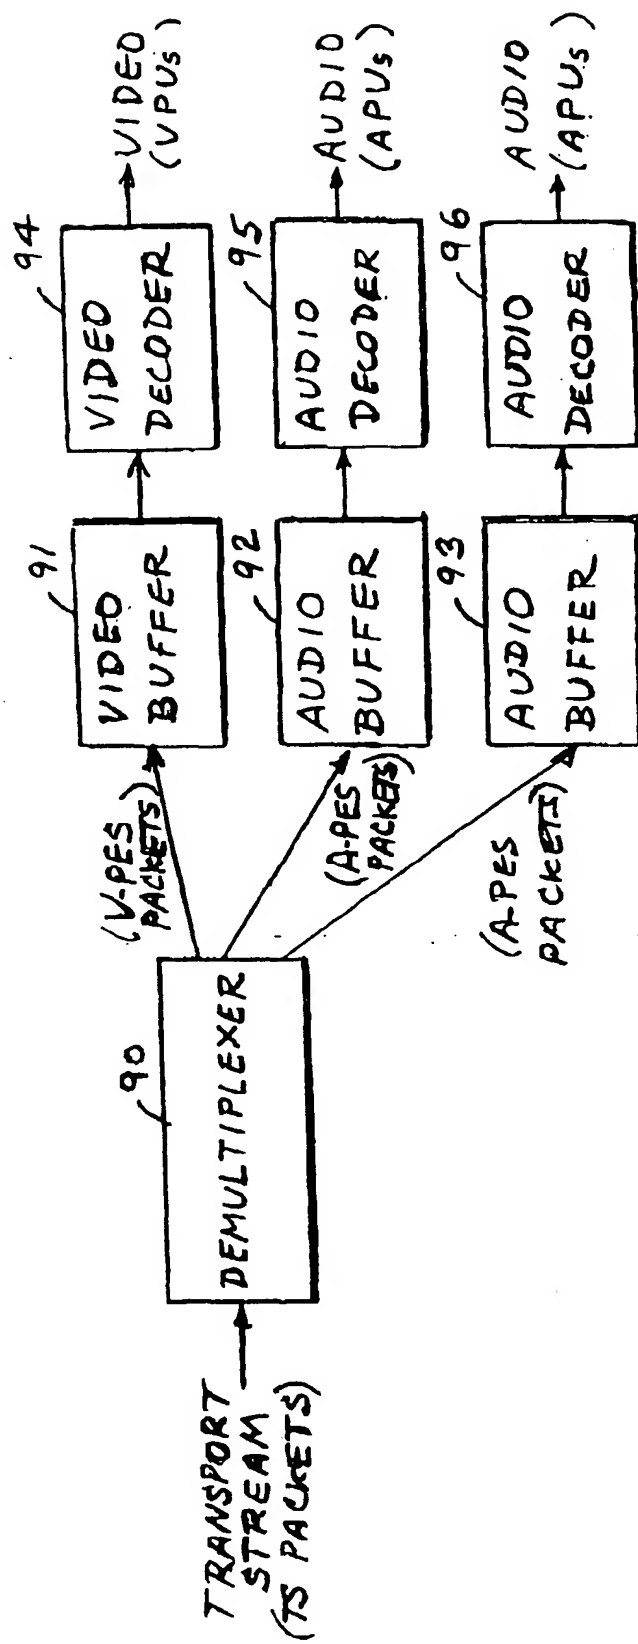 TRANSPORT
STREAM
(TS PACKETS)
90
DEMULTIPLEXER
(V-PES
PACKETS)
(A-PES
PACKETS)
(A-PES
PACKETS)
91
VIDEO
BUFFER
92
AUDIO
BUFFER
93
AUDIO
BUFFER
94
VIDEO
DECODER
95
AUDIO
DECODER
96
AUDIO
DECODER
VIDEO
(VPUs)
AUDIO
(APUs)
AUDIO
(APUs)